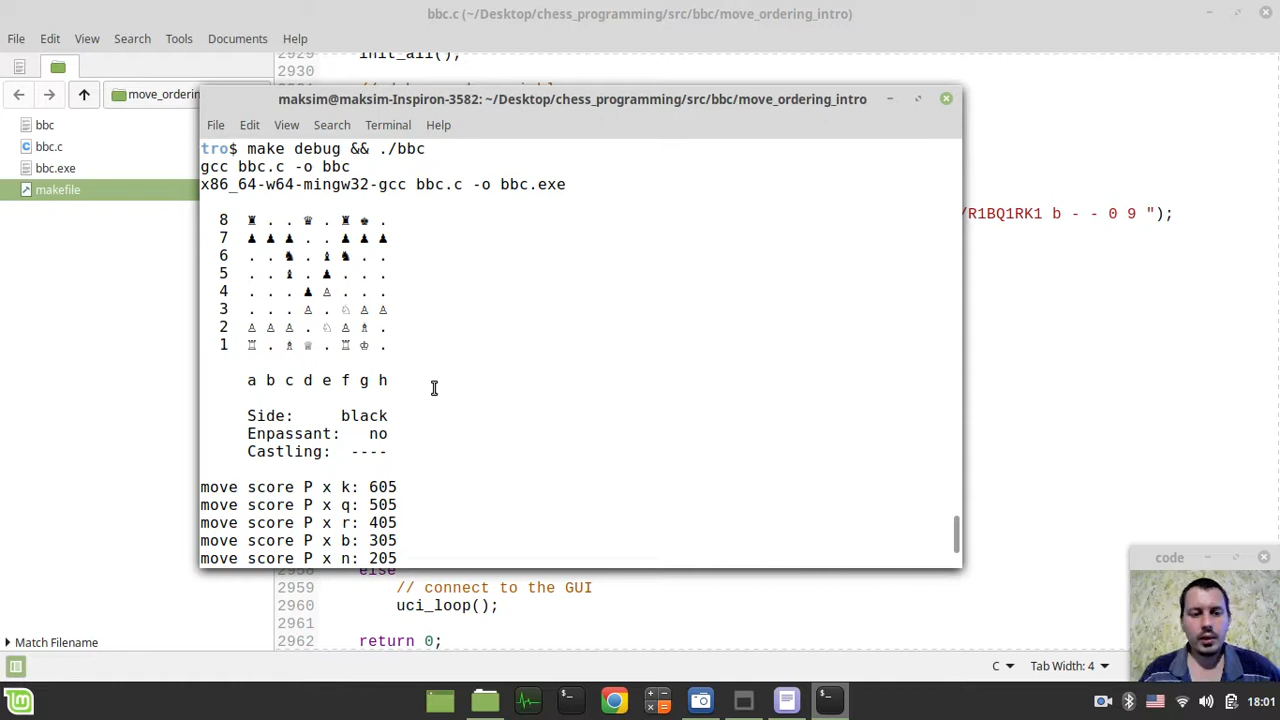 bbc.c (~/Desktop/chess_programming/src/bbc/move_ordering_intro)
File Edit View Search Tools Documents Help
2929 init_all();
2930
move_orderin
bbc
bbc.c
bbc.exe
makefile
maksim@maksim-Inspiron-3582: ~/Desktop/chess_programming/src/bbc/move_ordering_intro
File Edit View Search Terminal Help
tro$ make debug && ./bbc
gcc bbc.c -o bbc
x86_64-w64-mingw32-gcc bbc.c -o bbc.exe
8 ♜ . . ♛ . ♜ ♚ .
7 ♟ ♟ ♟ . . ♟ ♟ ♟
6 . . ♞ . ♝ ♞ . .
5 . . ♝ . ♟ . . .
4 . . . ♟ ♙ . . .
3 . . . ♙ . ♘ ♙ ♙
2 ♙ ♙ ♙ . ♘ ♙ ♗ .
1 ♖ . ♗ ♕ . ♖ ♔ .
a b c d e f g h
Side: black
Enpassant: no
Castling: ----
move score P x k: 605
move score P x q: 505
move score P x r: 405
move score P x b: 305
move score P x n: 205
/R1BQ1RK1 b - - 0 9 ");
2958 else
2959 // connect to the GUI
2960 uci_loop();
2961
2962 return 0;
code
Match Filename
C Tab Width: 4
18:01